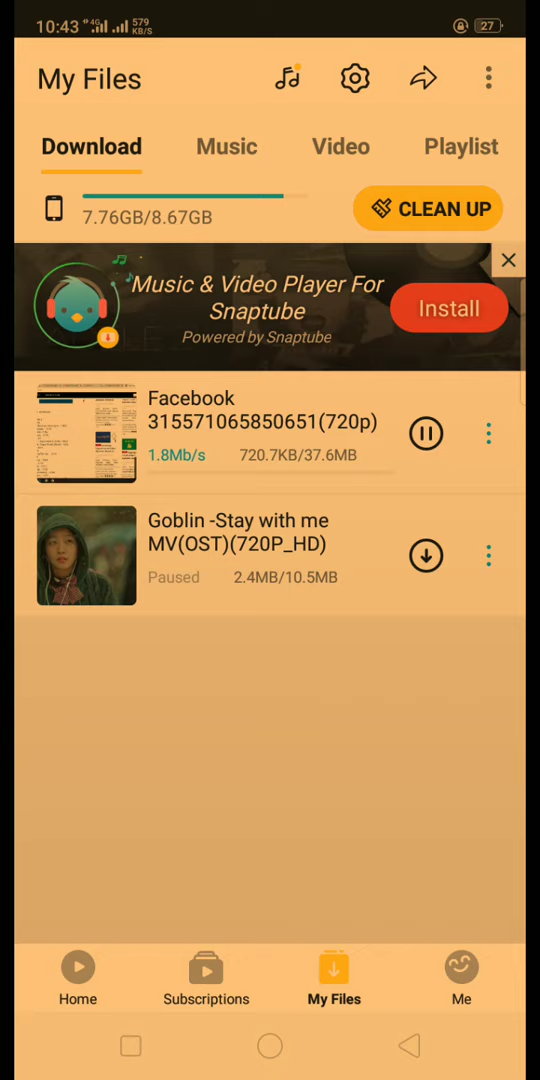 10:43 4G 579 KB/S 27
My Files
Download Music Video Playlist
7.76GB/8.67GB CLEAN UP
Music & Video Player For
Snaptube
Powered by Snaptube
Install
Facebook
315571065850651(720p)
1.8Mb/s 720.7KB/37.6MB
Goblin -Stay with me
MV(OST)(720P_HD)
Paused 2.4MB/10.5MB
Home Subscriptions My Files Me